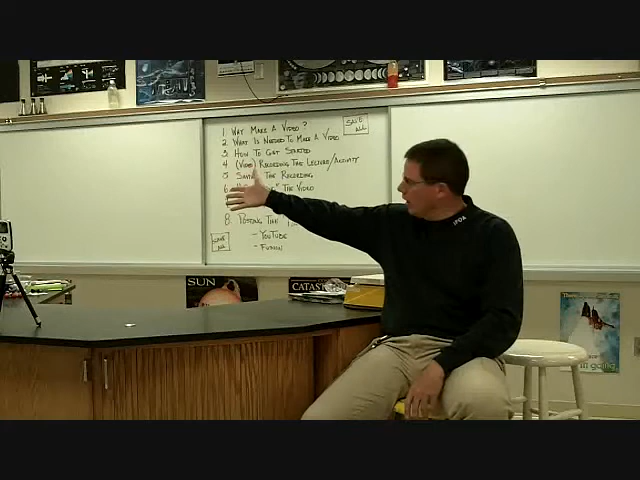 1. WHY MAKE A VIDEO?
SAVE
ALL
2 WHAT IS NEEDED TO MAKE A VIDEO
3 HOW TO GET STARTED
4 (VIDEO) RECORDING THE LECTURE/ACTIVITY
5 THE RECORDING
6 THE VIDEO
8. POSTING THE
SAVE
ALL
- YOUTUBE
- FUSION
IPOA
SUN
CATAST